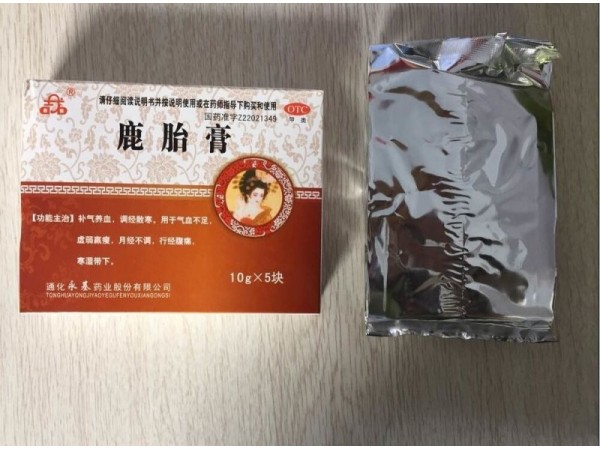 请仔细阅读说明书并按说明使用或在药师指导下购买和使用
OTC
甲类
国药准字Z22021349
鹿胎膏
【功能主治】补气养血,调经散寒。用于气血不足,
虚弱羸瘦,月经不调,行经腹痛,
寒湿带下。
10g×5块
通化永基药业股份有限公司
TONGHUAYONGJIYAOYEGUFENYOUXIANGONGSI